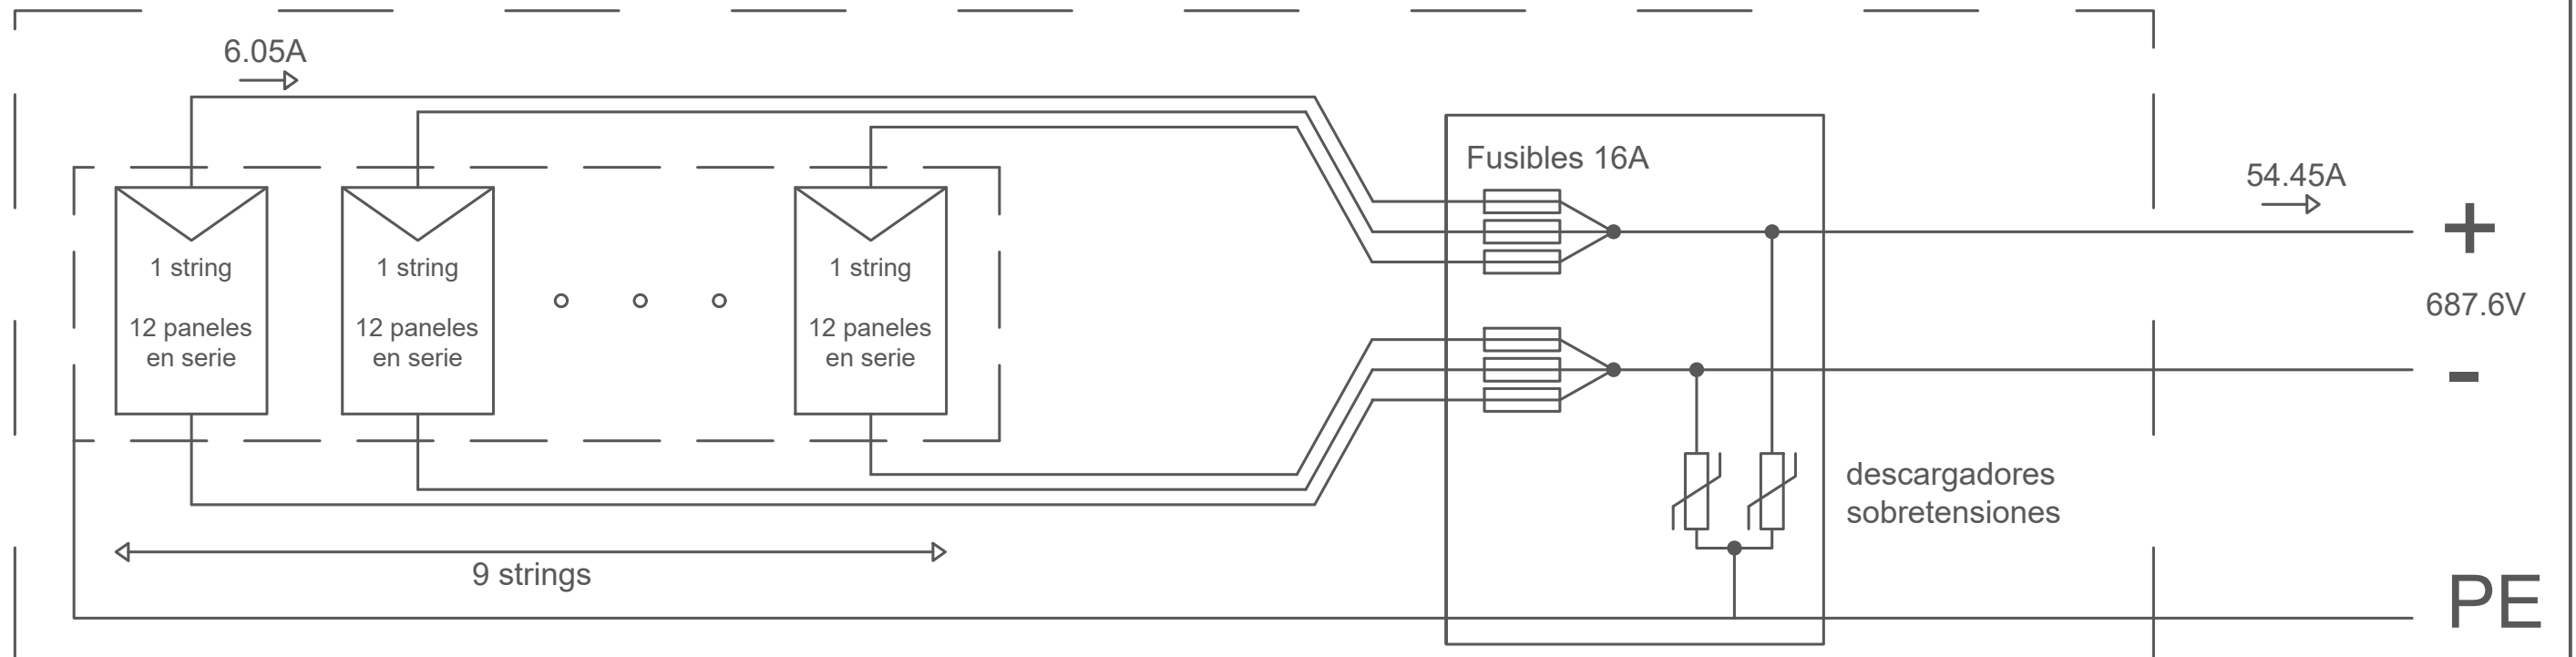 6.05A
Fusibles 16A
54.45A
+
1 string
12 paneles
en serie
1 string
12 paneles
en serie
1 string
12 paneles
en serie
687.6V
-
descargadores
sobretensiones
9 strings
PE